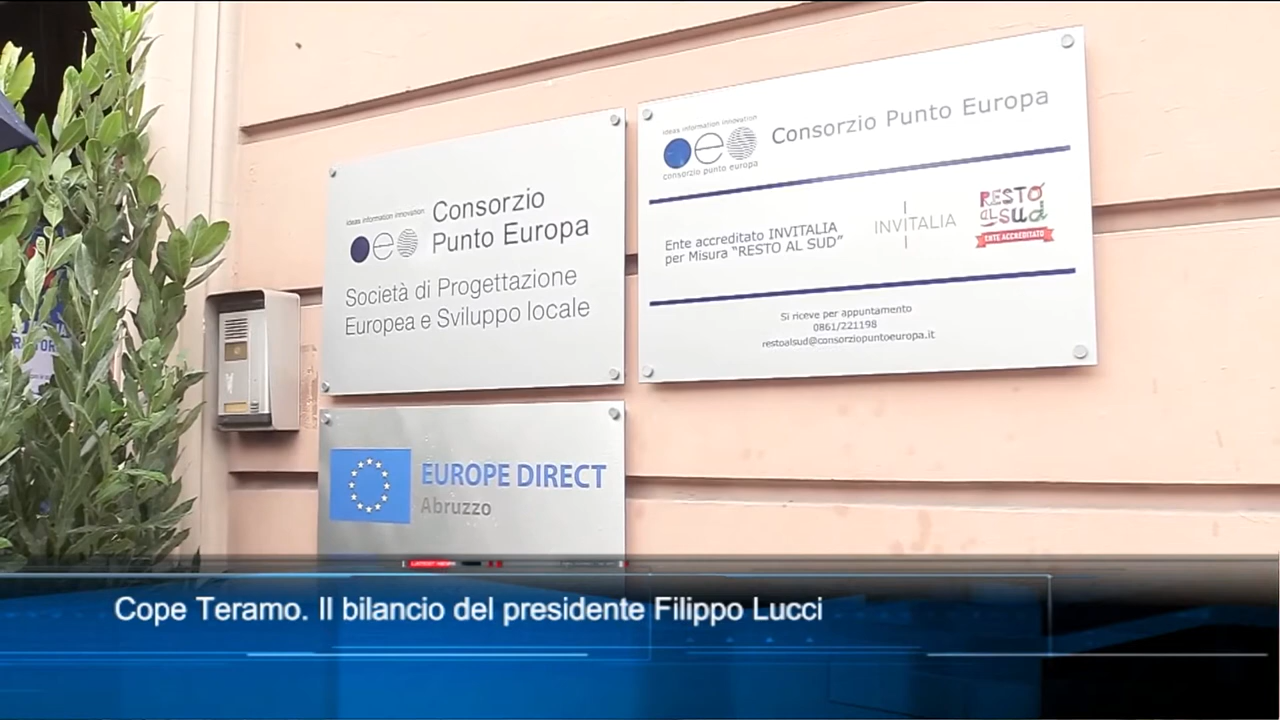 ideas information innovation
Consorzio
Punto Europa
Società di Progettazione
Europea e Sviluppo locale
ideas information innovation
Consorzio Punto Europa
consorzio punto europa
Ente accreditato INVITALIA
per Misura “RESTO AL SUD”
INVITALIA
RESTO
AL SUD
ENTE ACCREDITATO
Si riceve per appuntamento
0861/221198
restoalsud@consorziopuntoeuropa.it
EUROPE DIRECT
Abruzzo
LATEST NEWS
Cope Teramo. Il bilancio del presidente Filippo Lucci